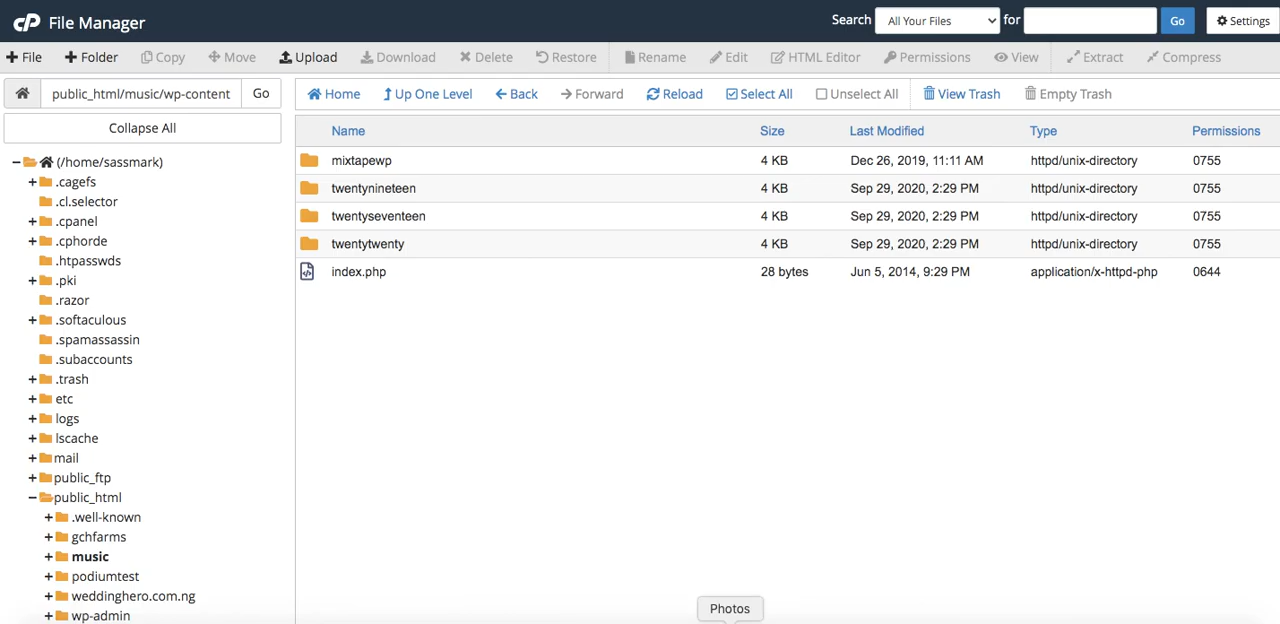 cP File Manager Search All Your Files for Go Settings
File Folder Copy Move Upload Download Delete Restore Rename Edit HTML Editor Permissions View Extract Compress
public_html/music/wp-content Go Home Up One Level Back Forward Reload Select All Unselect All View Trash Empty Trash
Collapse All
(/home/sassmark)
.cagefs
.cl.selector
.cpanel
.cphorde
.htpasswds
.pki
.razor
.softaculous
.spamassassin
.subaccounts
.trash
etc
logs
lscache
mail
public_ftp
public_html
.well-known
gchfarms
music
podiumtest
weddinghero.com.ng
wp-admin
Name Size Last Modified Type Permissions
mixtapewp 4 KB Dec 26, 2019, 11:11 AM httpd/unix-directory 0755
twentynineteen 4 KB Sep 29, 2020, 2:29 PM httpd/unix-directory 0755
twentyseventeen 4 KB Sep 29, 2020, 2:29 PM httpd/unix-directory 0755
twentytwenty 4 KB Sep 29, 2020, 2:29 PM httpd/unix-directory 0755
index.php 28 bytes Jun 5, 2014, 9:29 PM application/x-httpd-php 0644
Photos